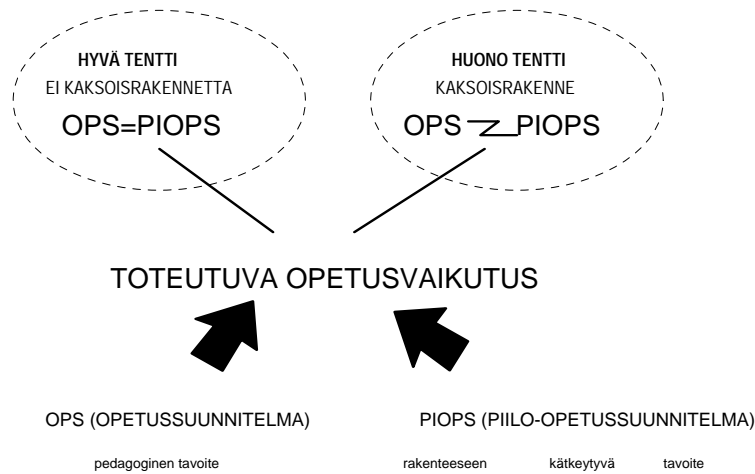 HYVÄ TENTTI
EI KAKSOISRAKENNETTA
OPS=PIOPS
HUONO TENTTI
KAKSOISRAKENNE
OPS PIOPS
TOTEUTUVA OPETUSVAIKUTUS
OPS (OPETUSSUUNNITELMA)
pedagoginen tavoite
PIOPS (PIILO-OPETUSSUUNNITELMA)
rakenteeseen kätkeytyvä tavoite